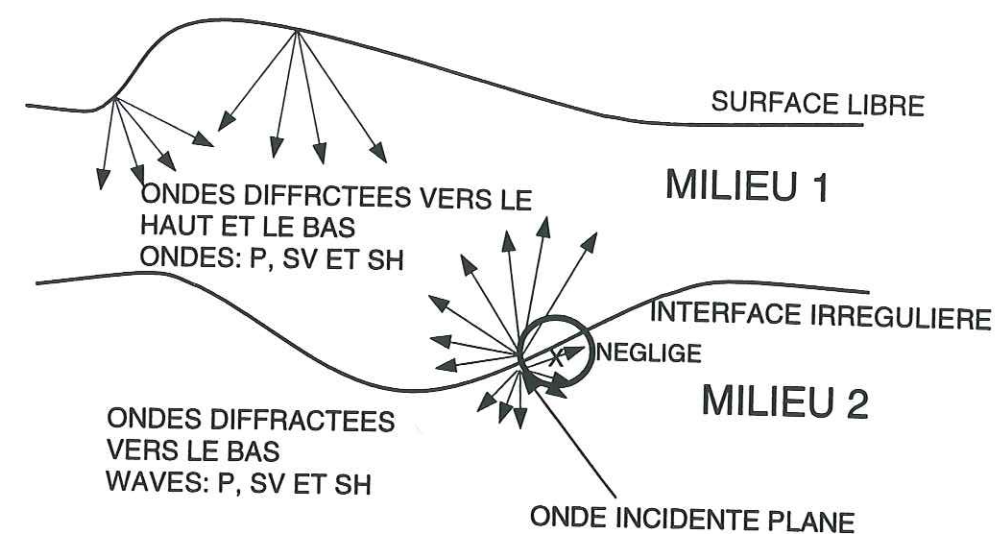 SURFACE LIBRE
MILIEU 1
ONDES DIFFRCTEES VERS LE
HAUT ET LE BAS
ONDES: P, SV ET SH
INTERFACE IRREGULIERE
X
NEGLIGE
MILIEU 2
ONDES DIFFRACTEES
VERS LE BAS
WAVES: P, SV ET SH
ONDE INCIDENTE PLANE